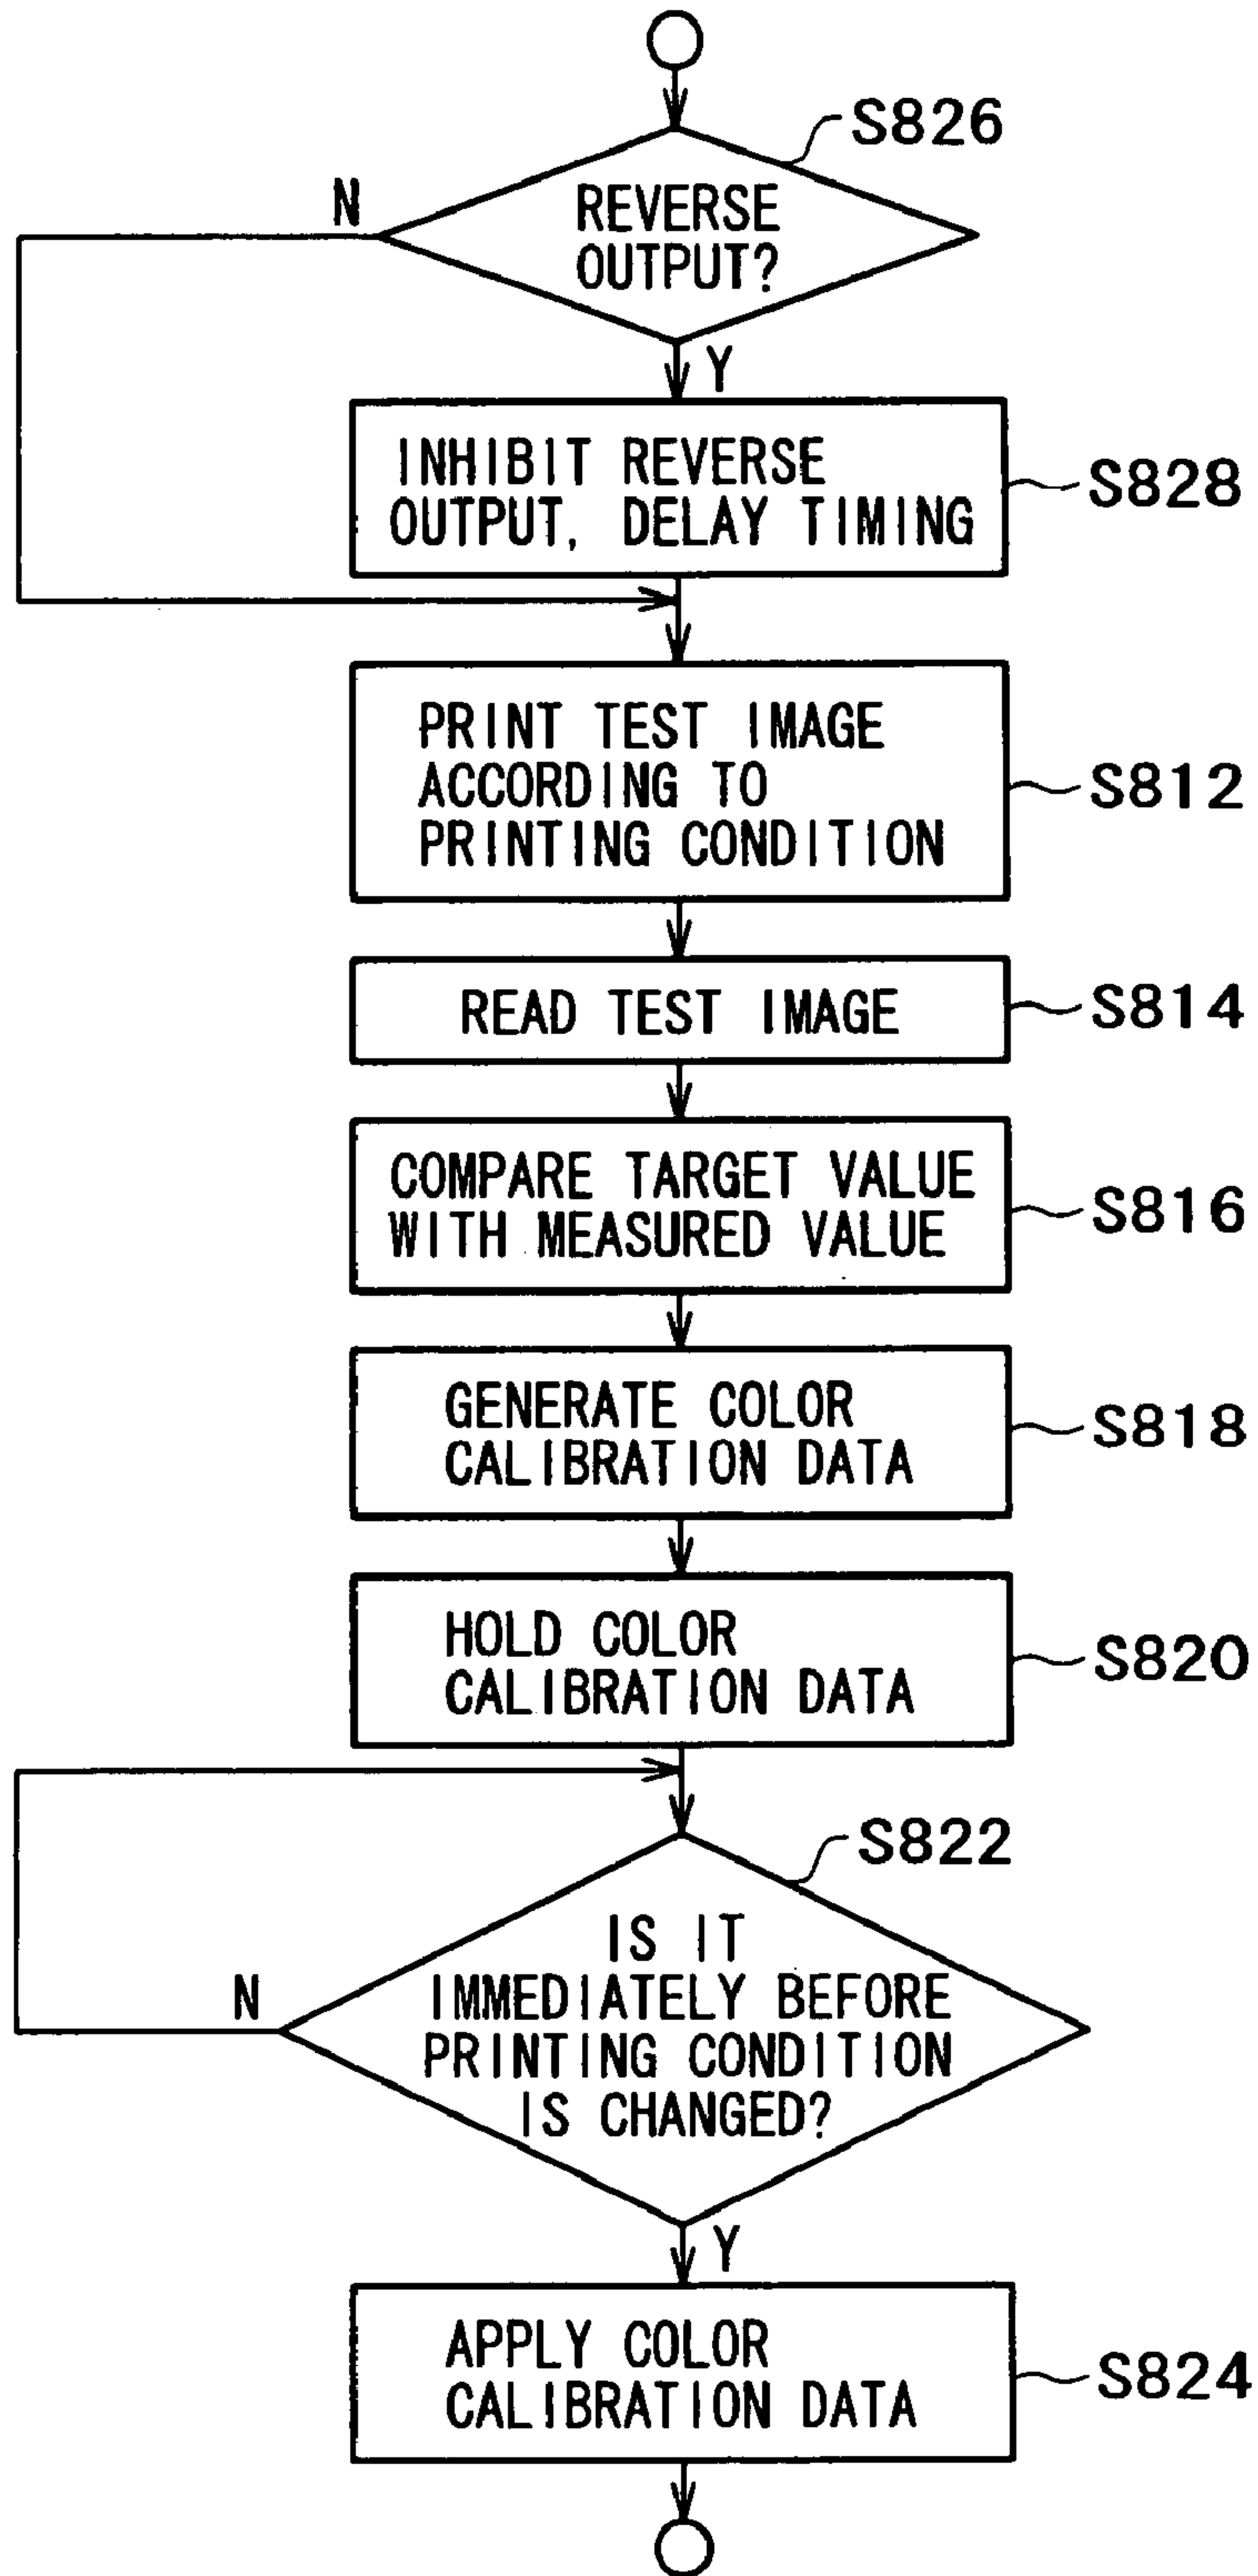 S826
N
REVERSE
OUTPUT?
Y
INHIBIT REVERSE
OUTPUT, DELAY TIMING
S828
PRINT TEST IMAGE
ACCORDING TO
PRINTING CONDITION
S812
READ TEST IMAGE
S814
COMPARE TARGET VALUE
WITH MEASURED VALUE
S816
GENERATE COLOR
CALIBRATION DATA
S818
HOLD COLOR
CALIBRATION DATA
S820
S822
IS IT
IMMEDIATELY BEFORE
PRINTING CONDITION
IS CHANGED?
N
Y
APPLY COLOR
CALIBRATION DATA
S824